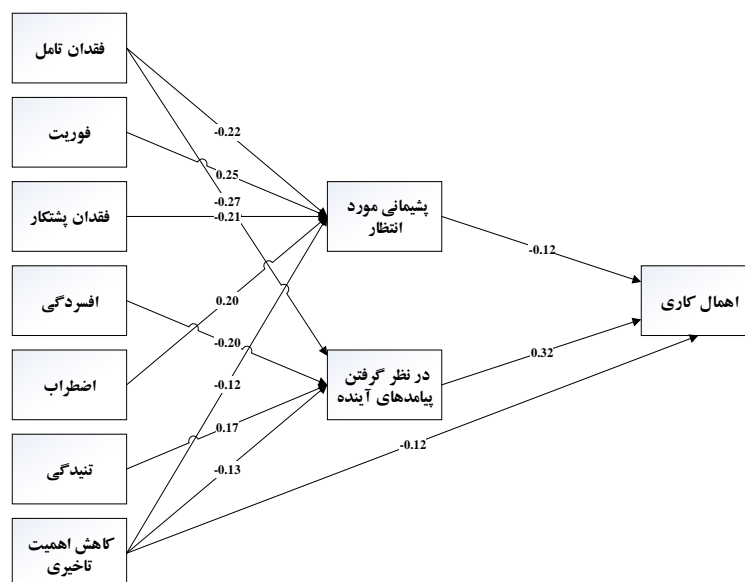 فقدان تامل
فوریت
فقدان پشتکار
افسردگی
اضطراب
تنیدگی
کاهش اهمیت
تاخیری
-0.22
0.25
-0.27
-0.21
0.20
-0.20
-0.12
0.17
-0.13
پشیمانی مورد
انتظار
در نظر گرفتن
پیامدهای آینده
-0.12
0.32
-0.12
اهمال کاری